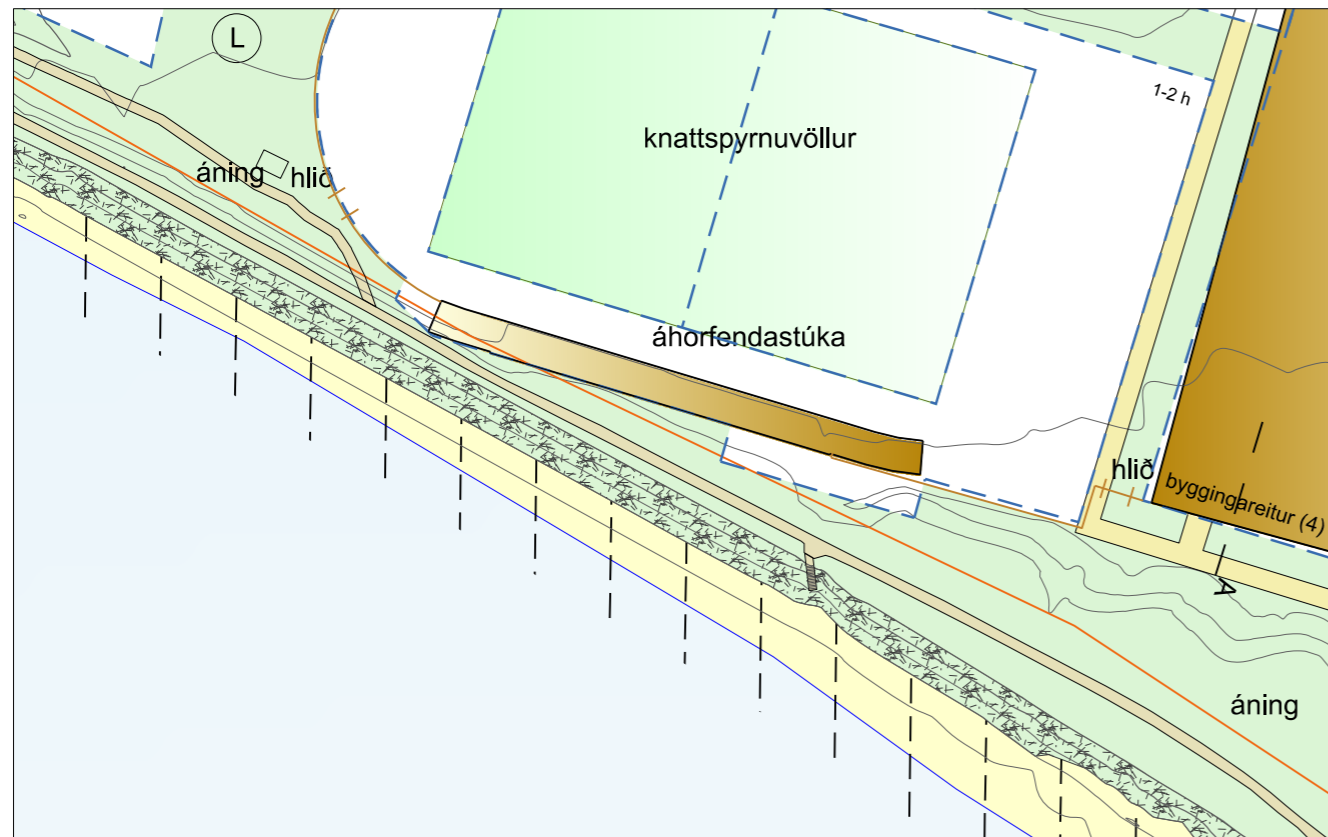 L
1-2 h
knattspyrnuvöllur
áning
hlið
áhorfendastúka
hlið
byggingareitur (4)
A
áning